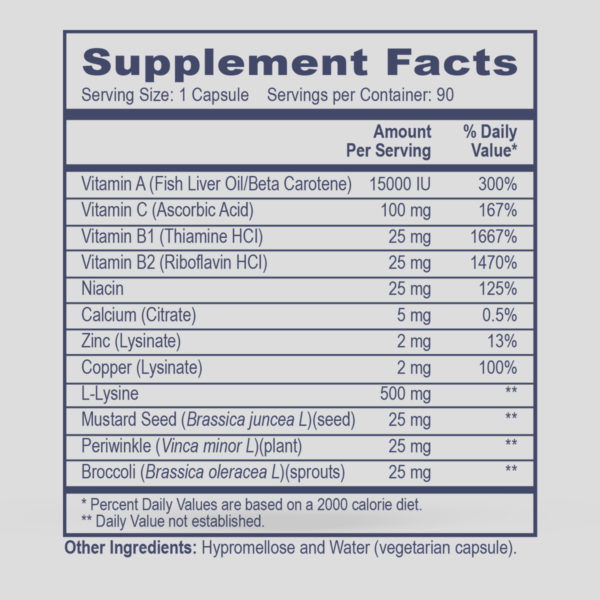 Supplement Facts
Serving Size: 1 Capsule Servings per Container: 90
Amount Per Serving % Daily Value*
Vitamin A (Fish Liver Oil/Beta Carotene) 15000 IU 300%
Vitamin C (Ascorbic Acid) 100 mg 167%
Vitamin B1 (Thiamine HCI) 25 mg 1667%
Vitamin B2 (Riboflavin HCI) 25 mg 1470%
Niacin 25 mg 125%
Calcium (Citrate) 5 mg 0.5%
Zinc (Lysinate) 2 mg 13%
Copper (Lysinate) 2 mg 100%
L-Lysine 500 mg **
Mustard Seed (Brassica juncea L)(seed) 25 mg **
Periwinkle (Vinca minor L)(plant) 25 mg **
Broccoli (Brassica oleracea L)(sprouts) 25 mg **
* Percent Daily Values are based on a 2000 calorie diet.
** Daily Value not established.
Other Ingredients: Hypromellose and Water (vegetarian capsule).